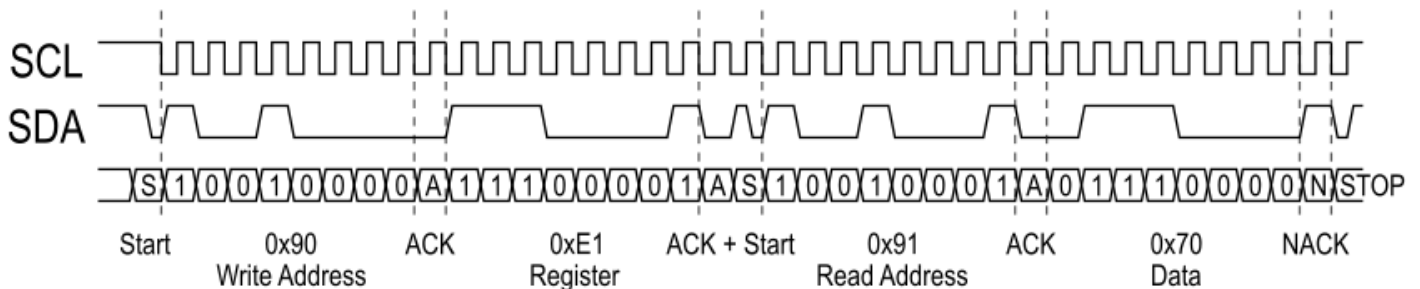 SCL
SDA
S 1 0 0 1 0 0 0 0 A 1 1 1 0 0 0 0 1 A S 1 0 0 1 0 0 0 1 A 0 1 1 1 0 0 0 0 N STOP
Start 0x90 ACK 0xE1 ACK + Start 0x91 ACK 0x70 NACK
Write Address Register Read Address Data